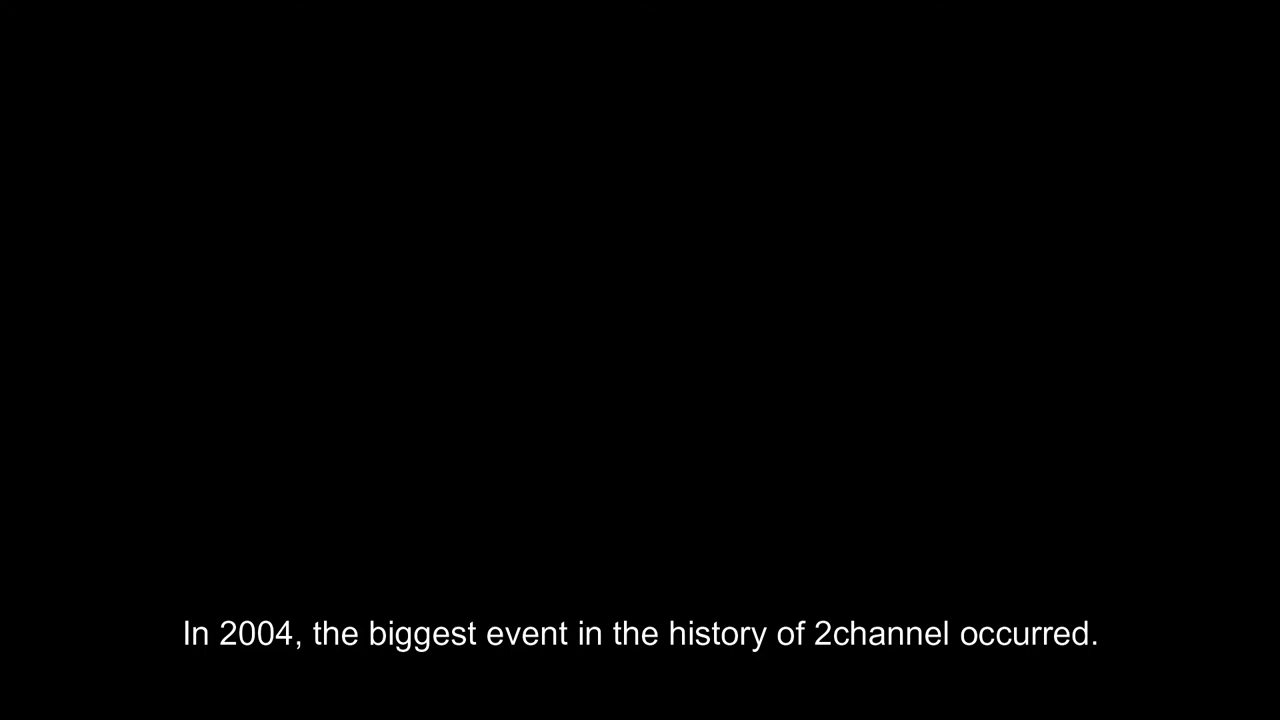 In 2004, the biggest event in the history of 2channel occurred.